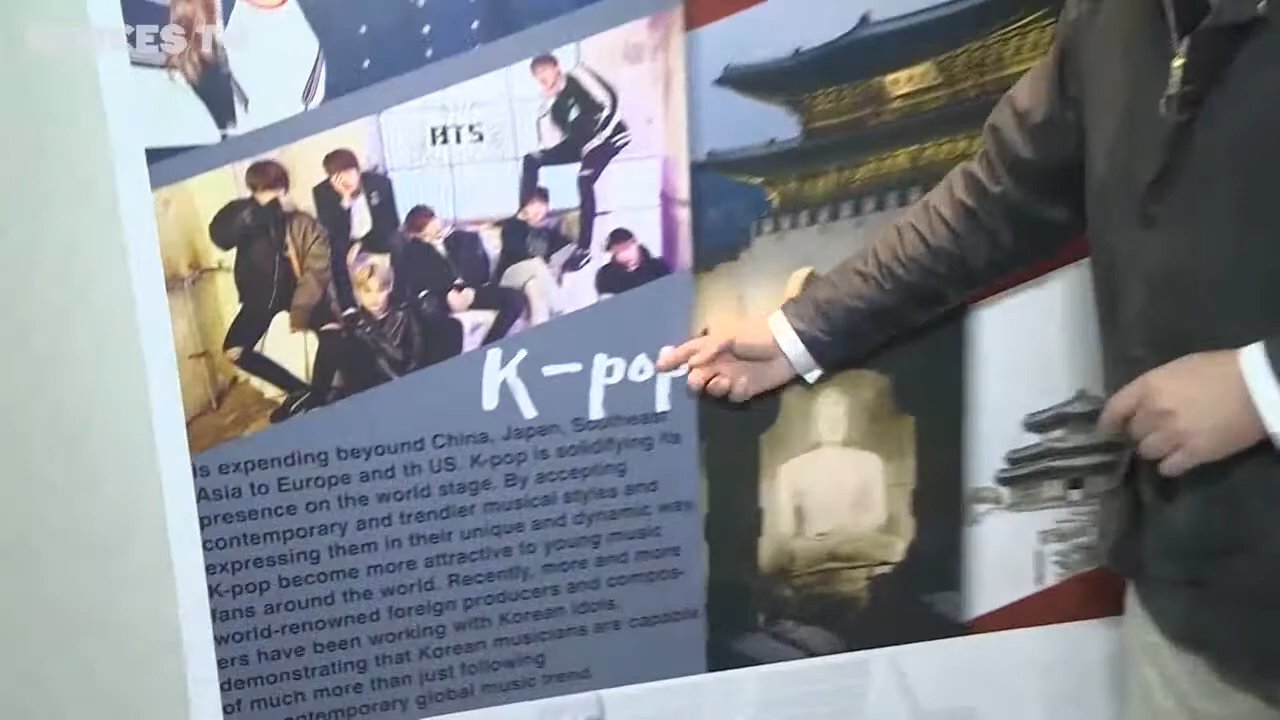 BTS
K-pop
is expending beyound China, Japan, Southeast
Asia to Europe and th US. K-pop is solidifying its
presence on the world stage. By accepting
contemporary and trendier musical styles and
expressing them in their unique and dynamic way
K-pop become more attractive to young music
fans around the world. Recently, more and more
world-renowned foreign producers and compos-
ers have been working with Korean idols,
demonstrating that Korean musicians are capable
of much more than just following
contemporary global music trend.